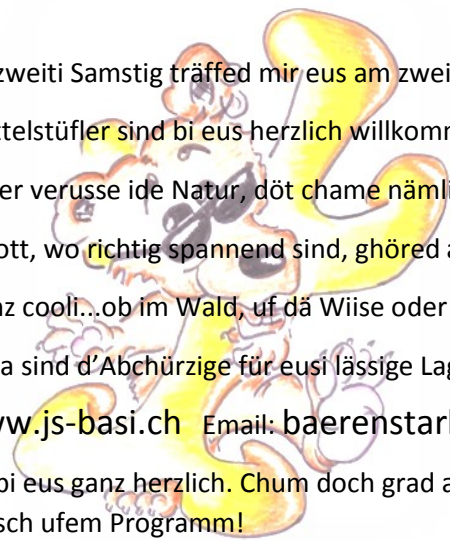 zweiti Samstig träffed mir eus am zwei
ttelstüfler sind bi eus herzlich willkomm
er verusse ide Natur, döt chame nämli
ott, wo richtig spannend sind, ghöred a
nz cooli...ob im Wald, uf dä Wiise oder
a sind d'Abchürzige für eusi lässige Lag
w.js-basi.ch Email: baerenstark
bi eus ganz herzlich. Chum doch grad a
sch ufem Programm!